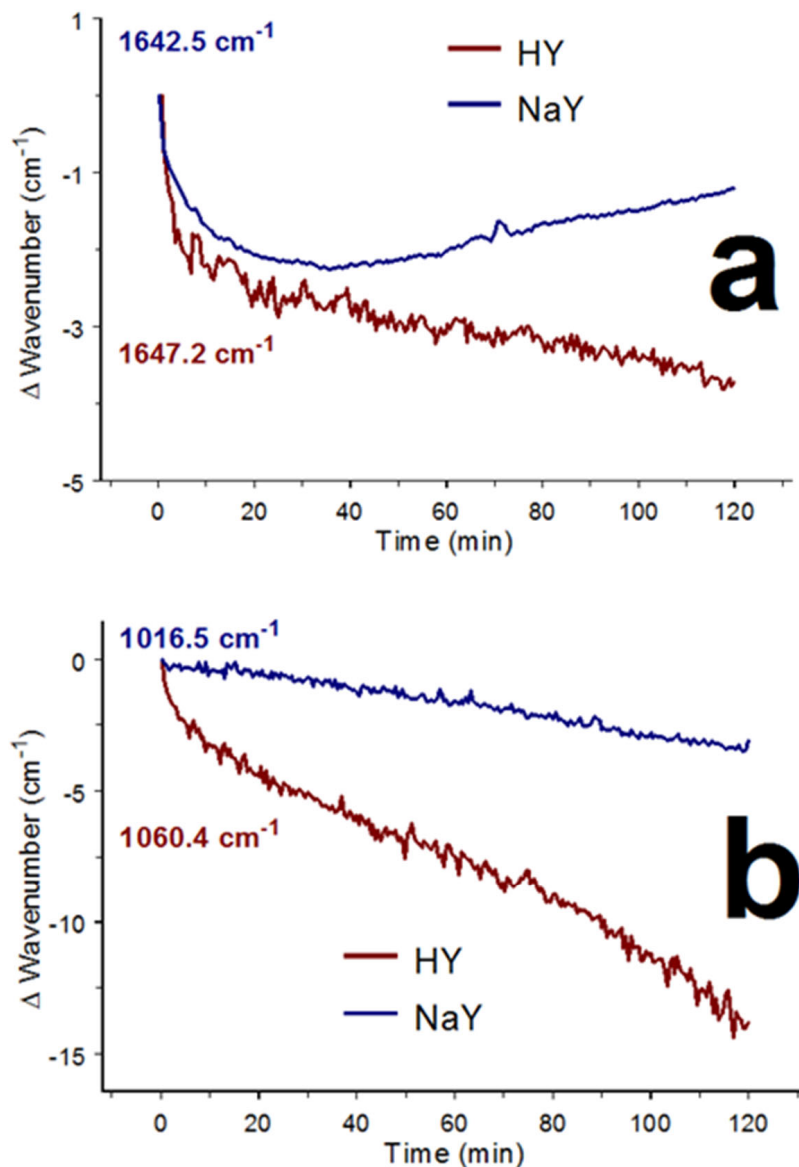 1
-1
-3
-5
Δ Wavenumber (cm⁻¹)
1642.5 cm⁻¹
1647.2 cm⁻¹
HY
NaY
a
0 20 40 60 80 100 120
Time (min)
0
-5
-10
-15
Δ Wavenumber (cm⁻¹)
1016.5 cm⁻¹
1060.4 cm⁻¹
HY
NaY
b
0 20 40 60 80 100 120
Time (min)